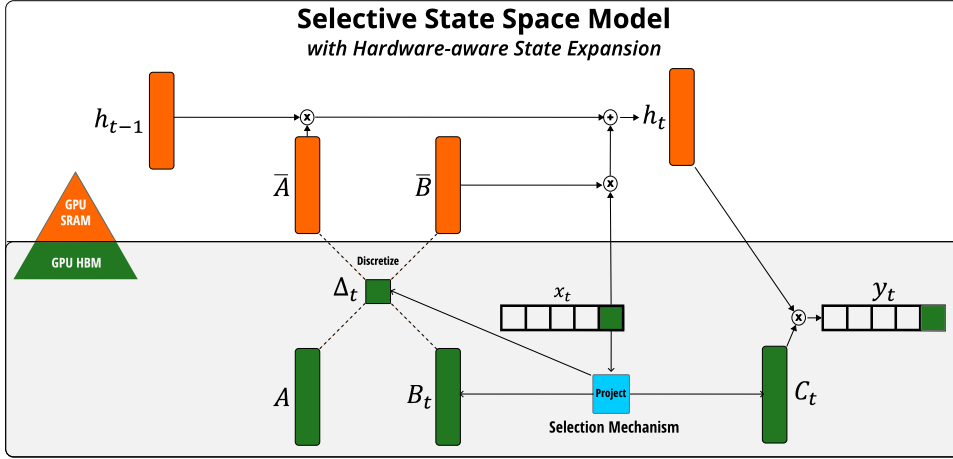 Selective State Space Model
with Hardware-aware State Expansion
h_{t−1}
x
+
h_t
A̅
B̅
x
GPU
SRAM
GPU HBM
Discretize
Δ_t
x_t
y_t
x
A
B_t
Project
C_t
Selection Mechanism